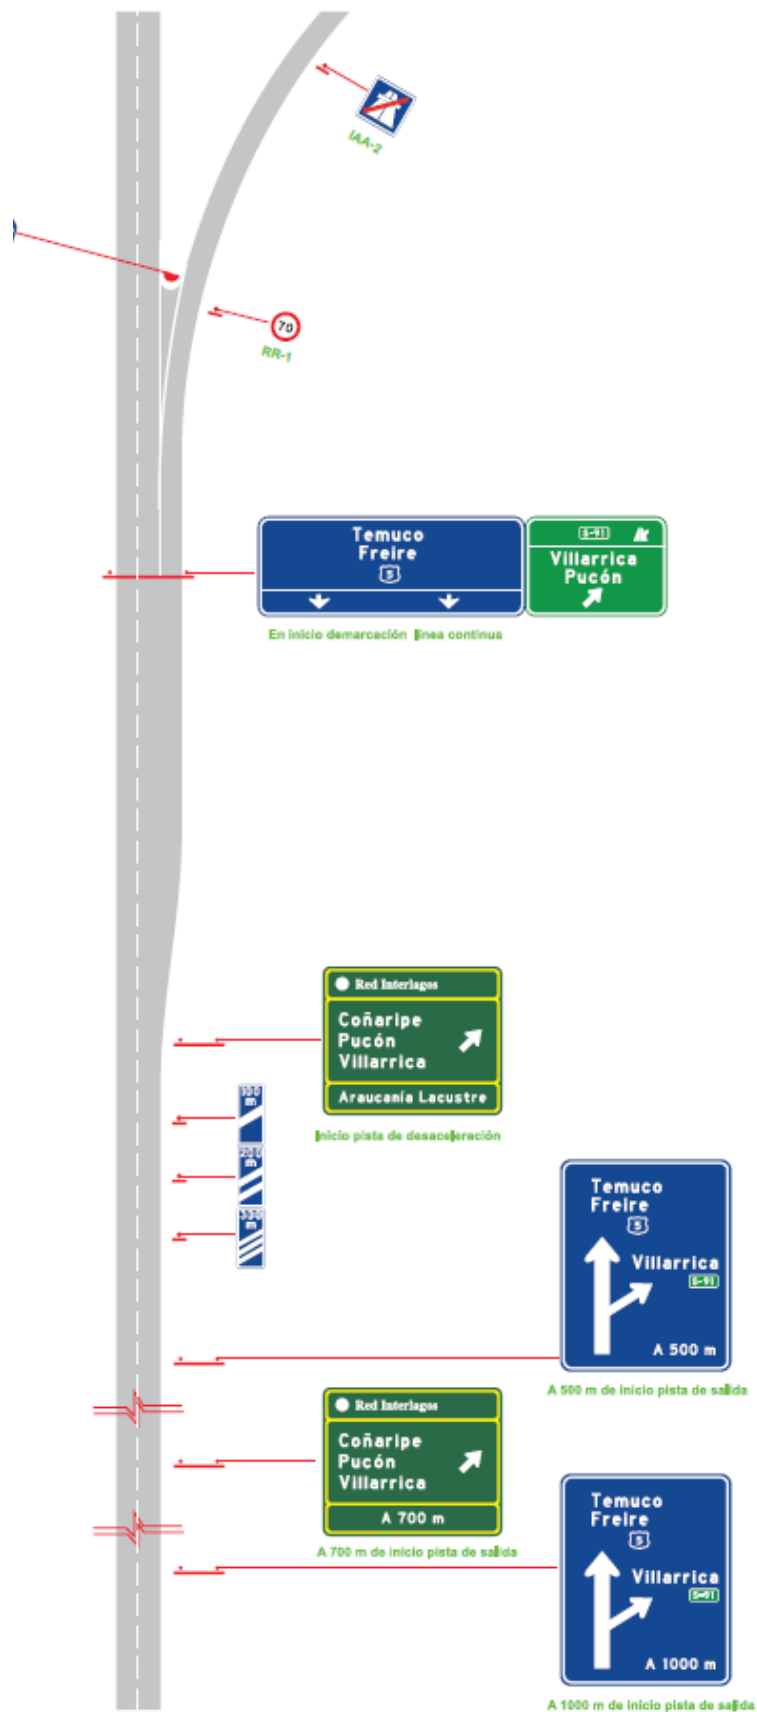 IAA-2
70
RR-1
Temuco
Freire
5
S-91
Villarrica
Pucón
En inicio demarcación línea continua
Red Interlagos
Coñaripe
Pucón
Villarrica
Araucanía Lacustre
Inicio pista de desaceleración
100
m
200
m
300
m
Temuco
Freire
5
Villarrica
S-91
A 500 m
A 500 m de inicio pista de salida
Red Interlagos
Coñaripe
Pucón
Villarrica
A 700 m
A 700 m de inicio pista de salida
Temuco
Freire
5
Villarrica
S-91
A 1000 m
A 1000 m de inicio pista de salida